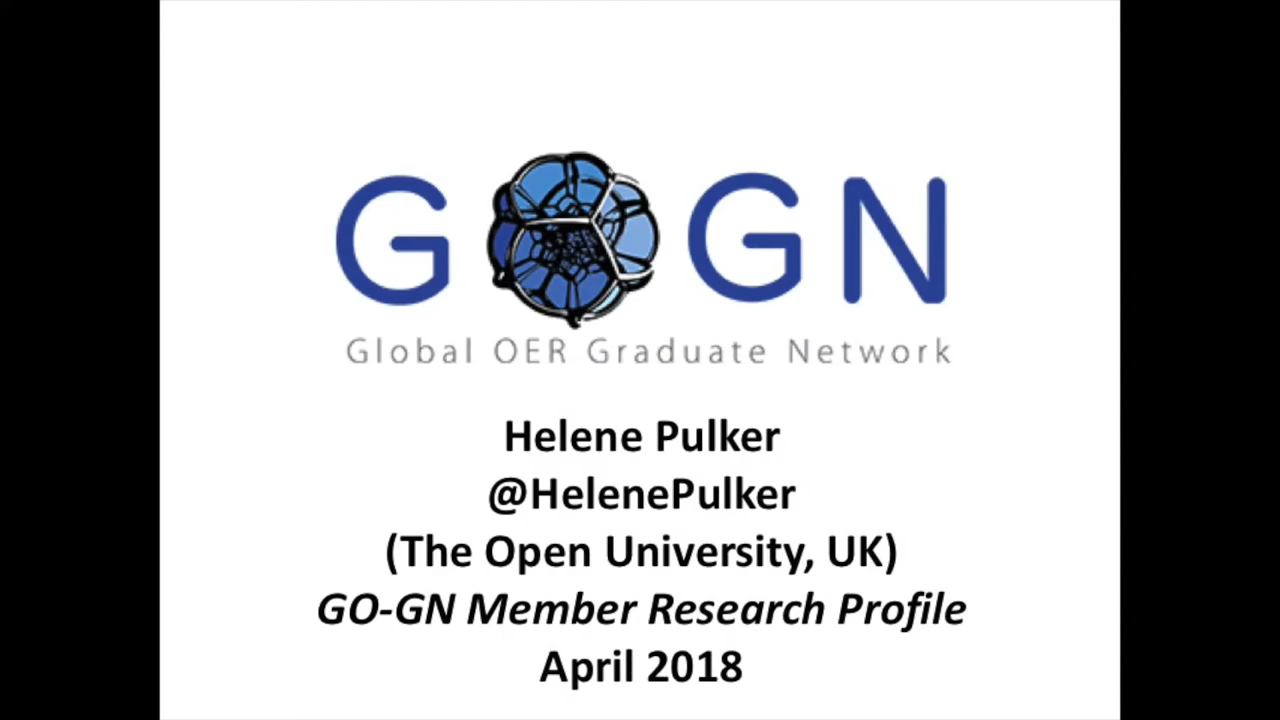 GOGN
Global OER Graduate Network
Helene Pulker
@HelenePulker
(The Open University, UK)
GO-GN Member Research Profile
April 2018